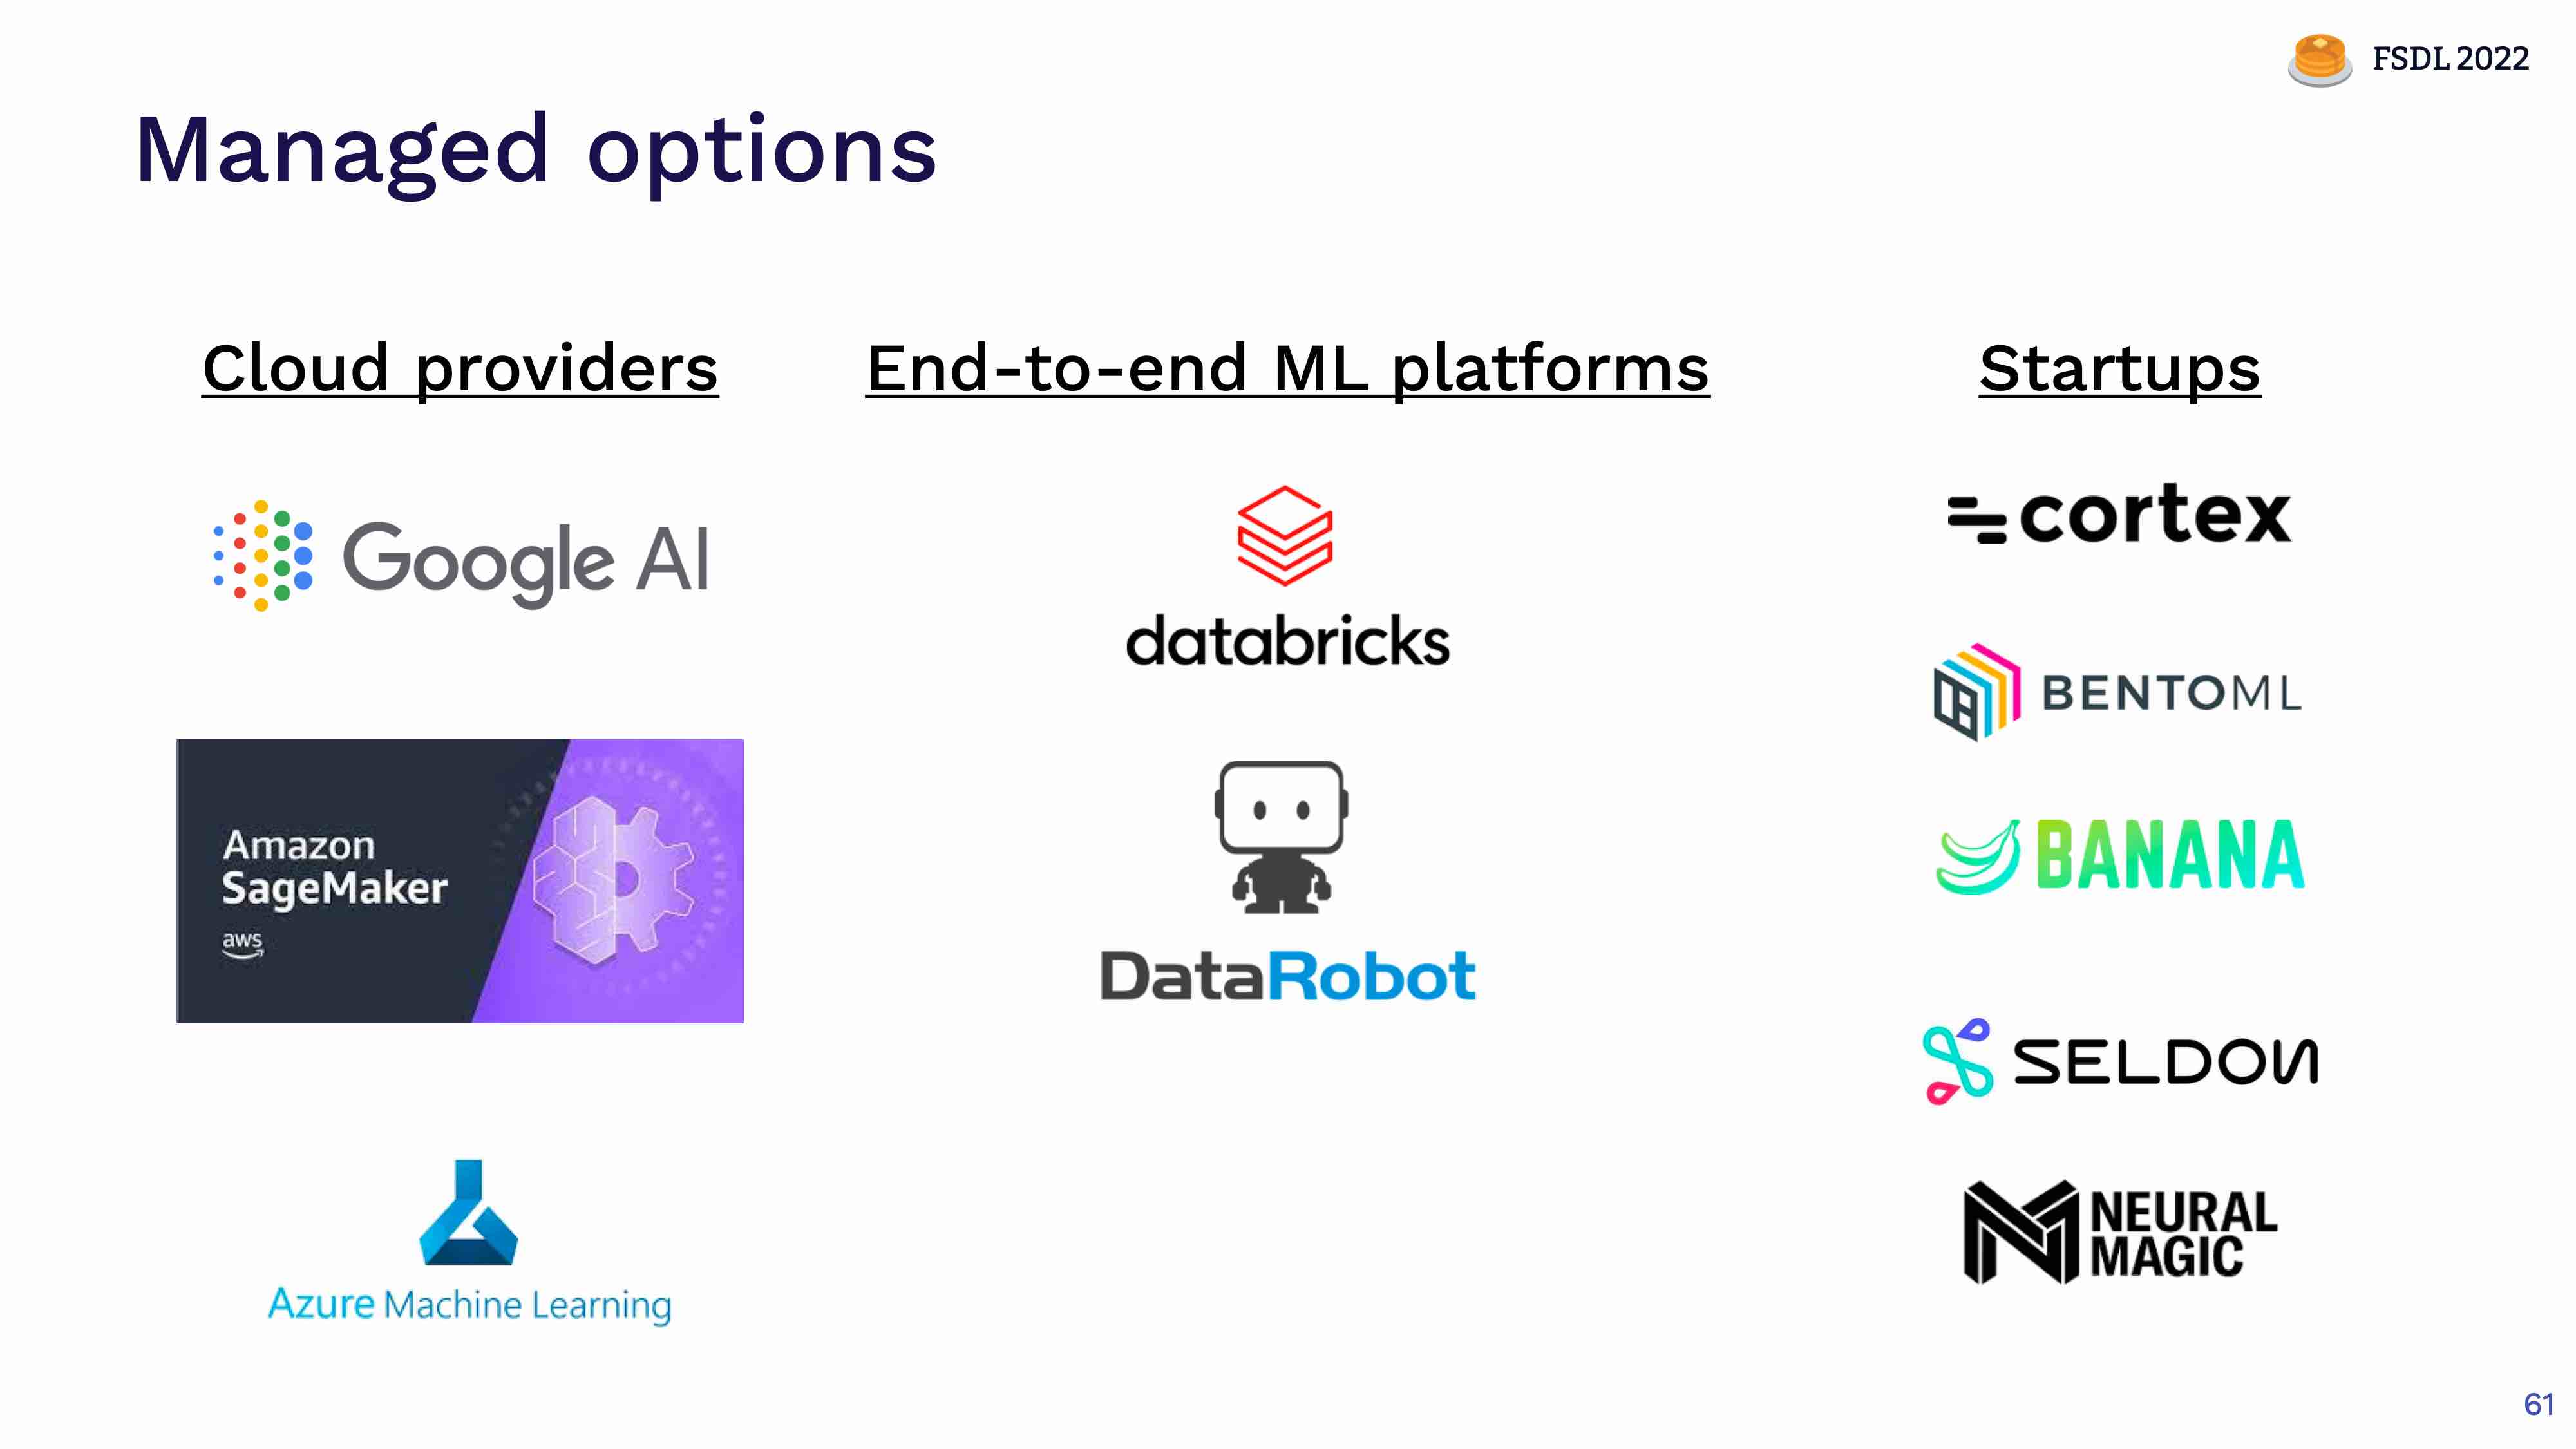 FSDL 2022
Managed options
Cloud providers
Google AI
Amazon
SageMaker
aws
Azure Machine Learning
End-to-end ML platforms
databricks
DataRobot
Startups
cortex
BENTOML
BANANA
SELDON
NEURAL
MAGIC
61